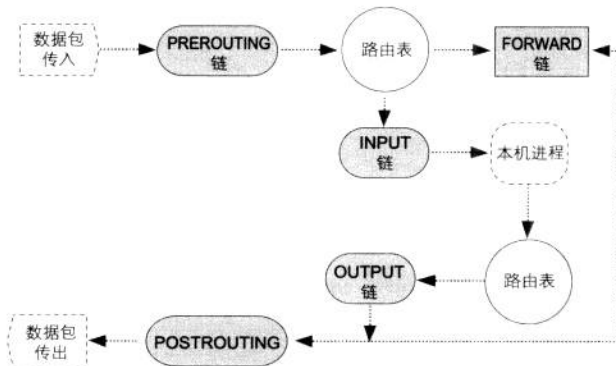 数据包
传入
PREROUTING
链
路由表
FORWARD
链
INPUT
链
本机进程
OUTPUT
链
路由表
数据包
传出
POSTROUTING